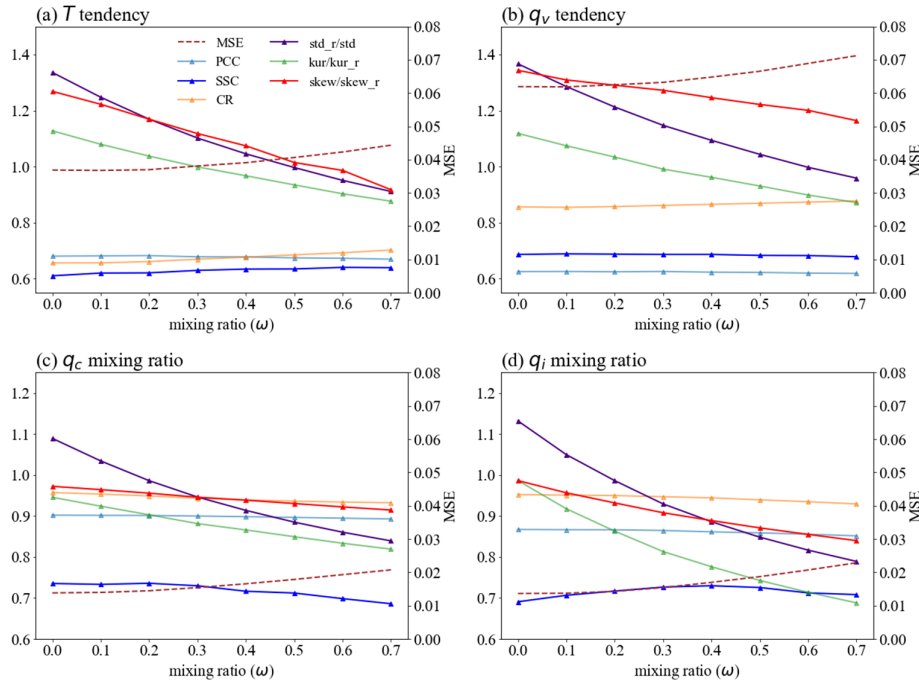 (a) T tendency
(b) q_v tendency
MSE
PCC
SSC
CR
std_r/std
kur/kur_r
skew/skew_r
1.4
1.2
1.0
0.8
0.6
0.08
0.07
0.06
0.05
0.04
0.03
0.02
0.01
0.00
MSE
0.0 0.1 0.2 0.3 0.4 0.5 0.6 0.7
mixing ratio (ω)
1.4
1.2
1.0
0.8
0.6
0.08
0.07
0.06
0.05
0.04
0.03
0.02
0.01
0.00
MSE
0.0 0.1 0.2 0.3 0.4 0.5 0.6 0.7
mixing ratio (ω)
(c) q_c mixing ratio
1.2
1.1
1.0
0.9
0.8
0.7
0.6
0.08
0.07
0.06
0.05
0.04
0.03
0.02
0.01
0.00
MSE
0.0 0.1 0.2 0.3 0.4 0.5 0.6 0.7
mixing ratio (ω)
(d) q_i mixing ratio
1.2
1.1
1.0
0.9
0.8
0.7
0.6
0.08
0.07
0.06
0.05
0.04
0.03
0.02
0.01
0.00
MSE
0.0 0.1 0.2 0.3 0.4 0.5 0.6 0.7
mixing ratio (ω)